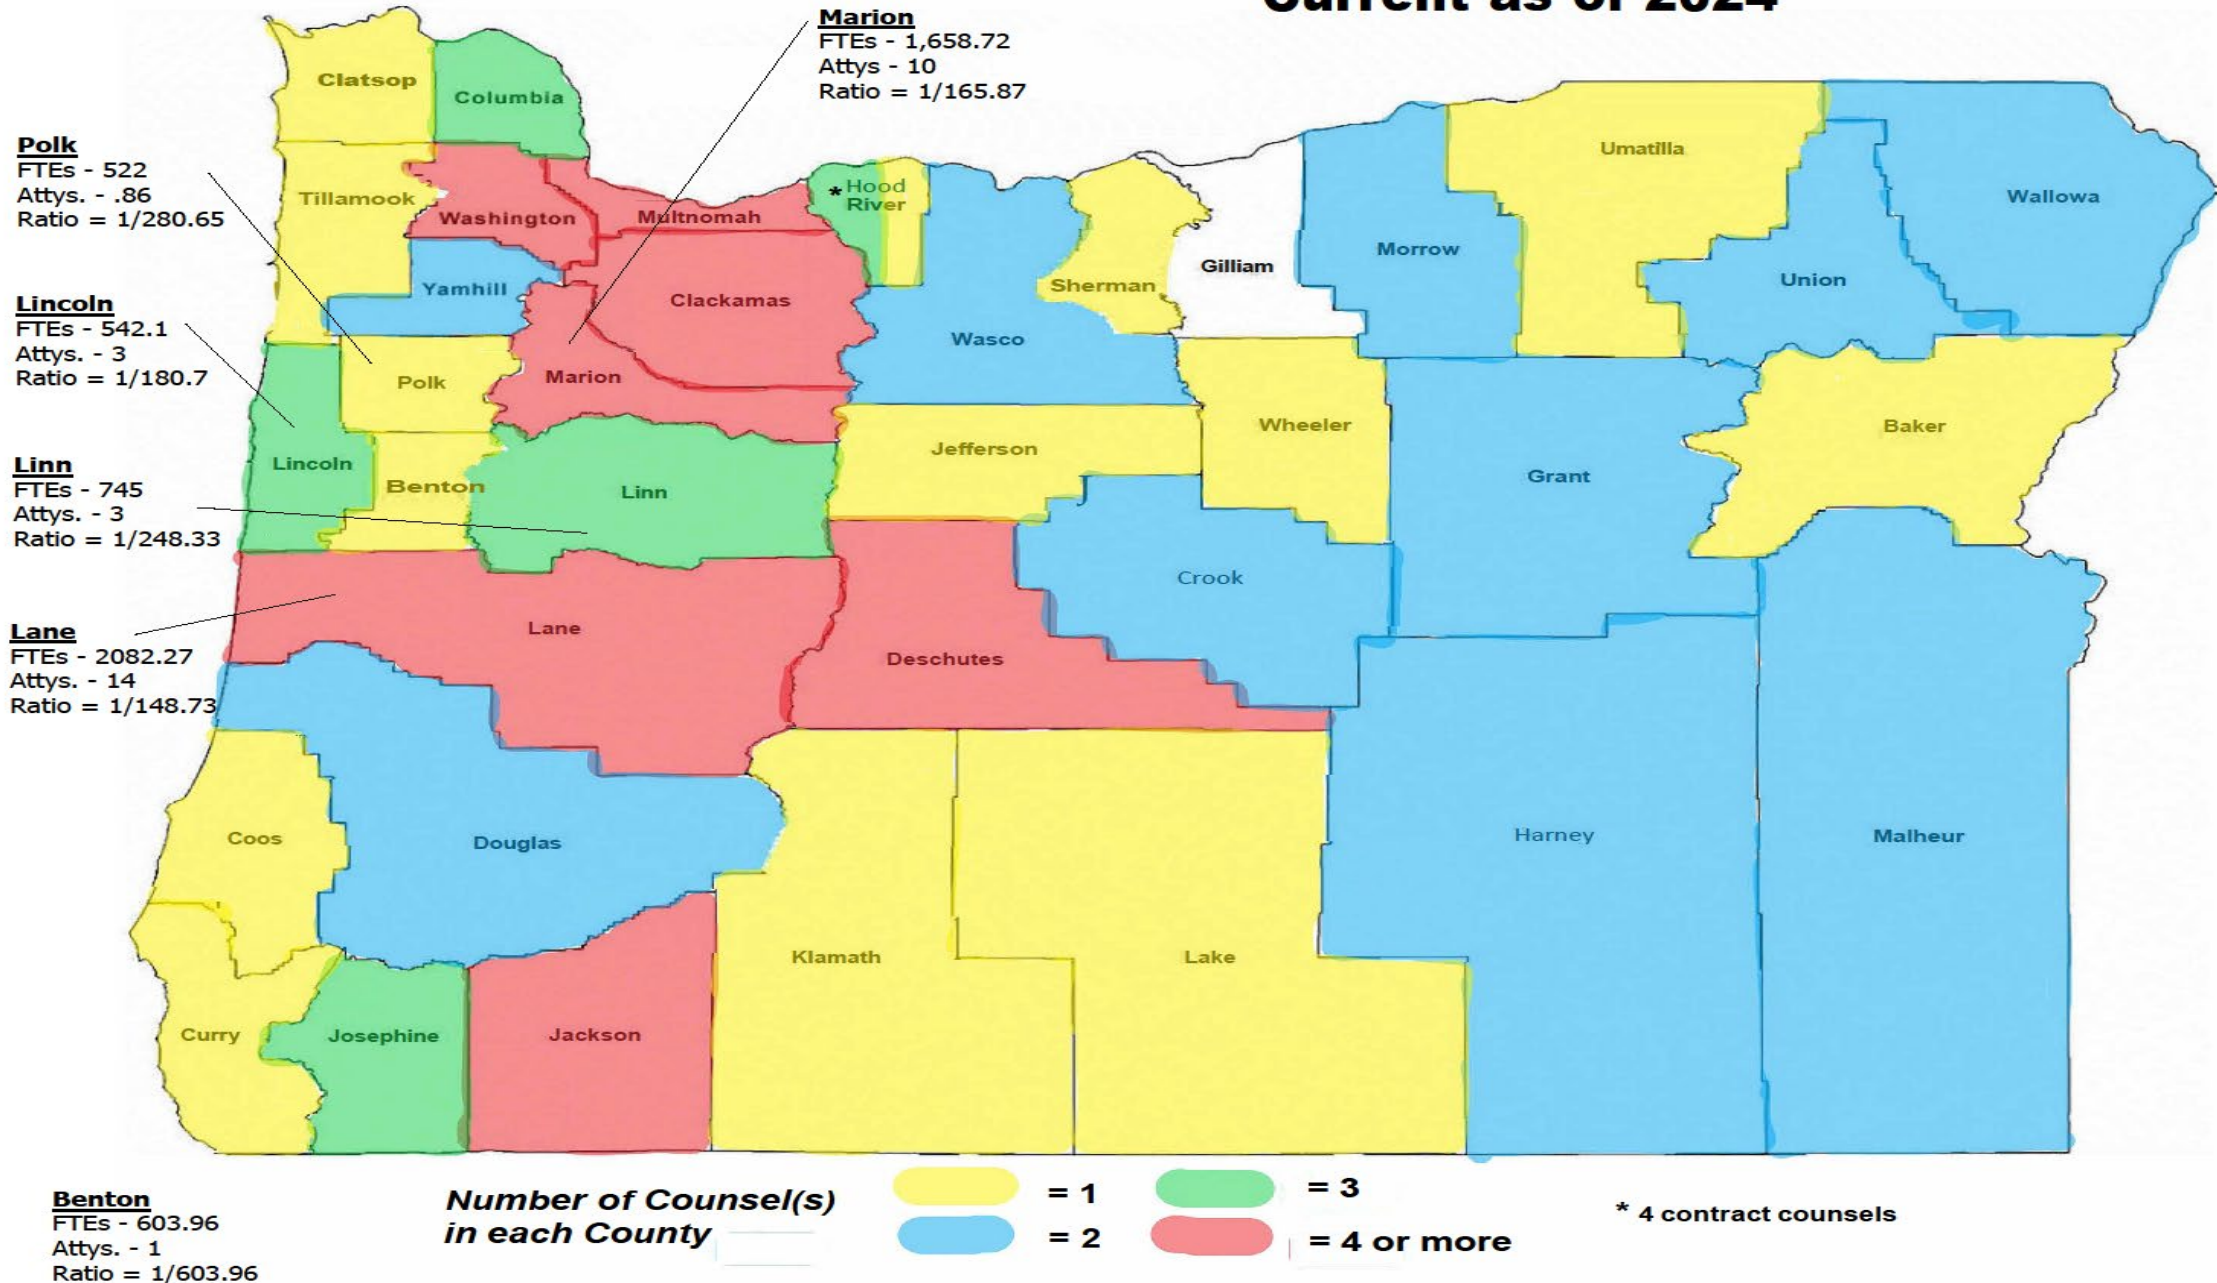 Current as of 2024
Marion
FTEs - 1,658.72
Attys - 10
Ratio = 1/165.87
Polk
FTEs - 522
Attys. - .86
Ratio = 1/280.65
Lincoln
FTEs - 542.1
Attys. - 3
Ratio = 1/180.7
Linn
FTEs - 745
Attys. - 3
Ratio = 1/248.33
Lane
FTEs - 2082.27
Attys. - 14
Ratio = 1/148.73
Clatsop
Columbia
Tillamook
Washington
Multnomah
* Hood
River
Yamhill
Clackamas
Marion
Polk
Lincoln
Benton
Linn
Wasco
Sherman
Gilliam
Morrow
Umatilla
Union
Wallowa
Jefferson
Wheeler
Grant
Baker
Crook
Lane
Deschutes
Coos
Douglas
Harney
Malheur
Klamath
Lake
Curry
Josephine
Jackson
Benton
FTEs - 603.96
Attys. - 1
Ratio = 1/603.96
Number of Counsel(s)
in each County
= 1
= 2
= 3
= 4 or more
* 4 contract counsels